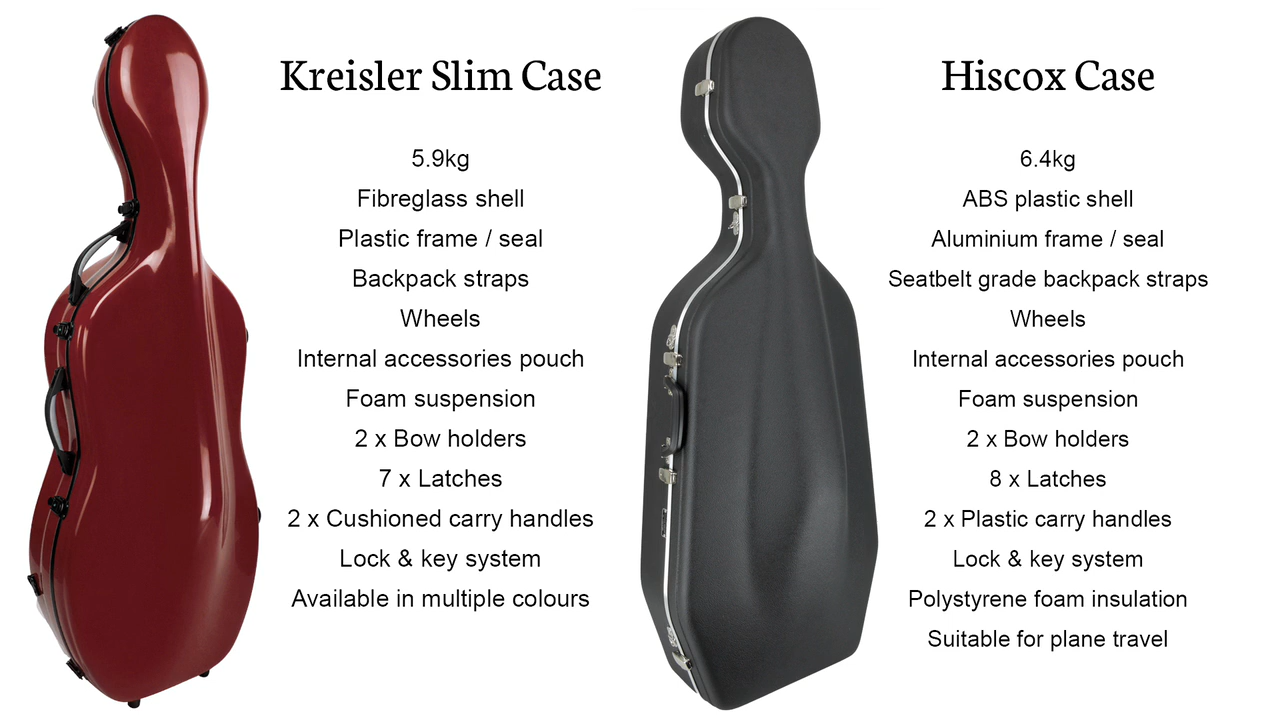 Kreisler Slim Case
5.9kg
Fibreglass shell
Plastic frame / seal
Backpack straps
Wheels
Internal accessories pouch
Foam suspension
2 x Bow holders
7 x Latches
2 x Cushioned carry handles
Lock & key system
Available in multiple colours
Hiscox Case
6.4kg
ABS plastic shell
Aluminium frame / seal
Seatbelt grade backpack straps
Wheels
Internal accessories pouch
Foam suspension
2 x Bow holders
8 x Latches
2 x Plastic carry handles
Lock & key system
Polystyrene foam insulation
Suitable for plane travel